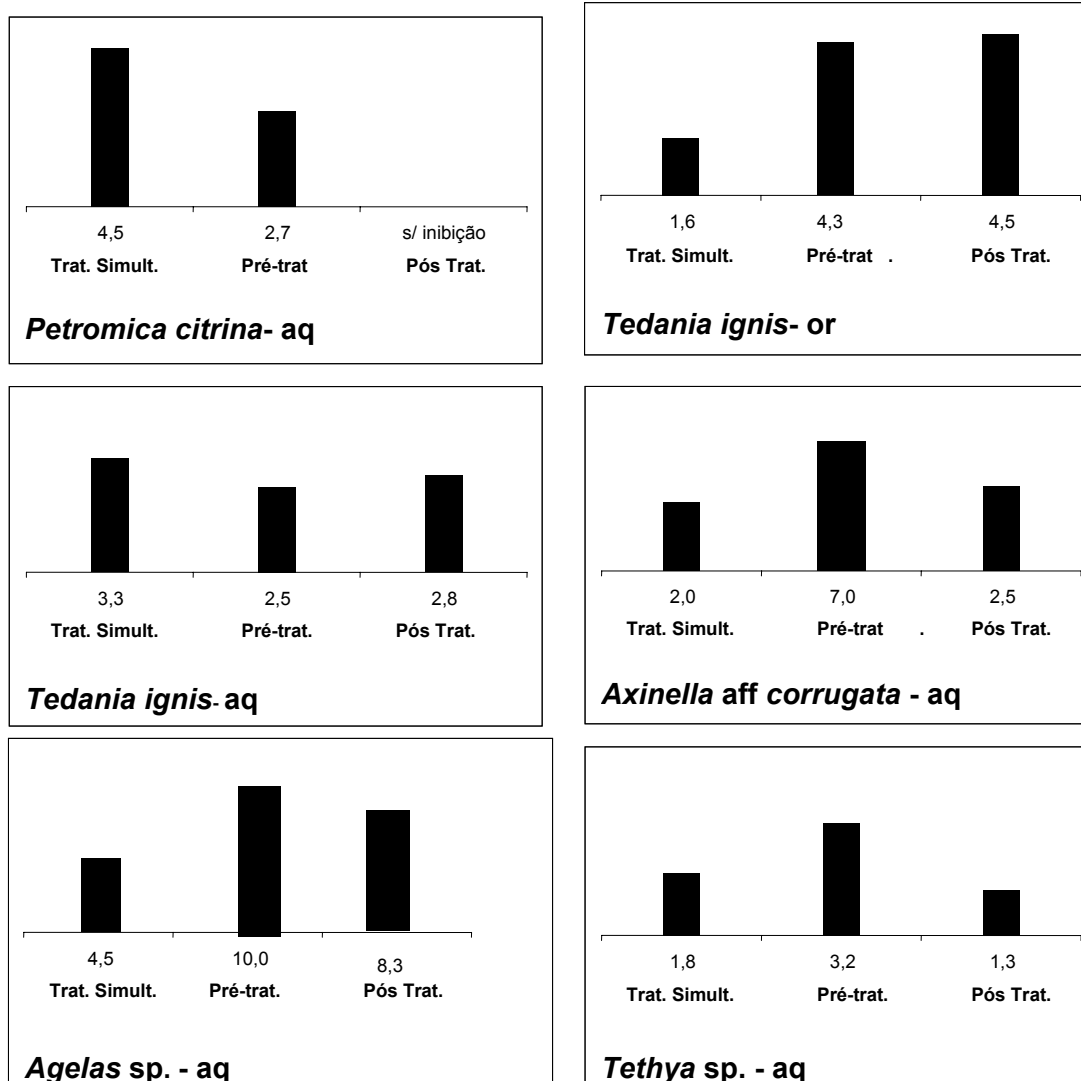 4,5 2,7 s/ inibição
Trat. Simult. Pré-trat Pós Trat.
Petromica citrina- aq
1,6 4,3 4,5
Trat. Simult. Pré-trat . Pós Trat.
Tedania ignis- or
3,3 2,5 2,8
Trat. Simult. Pré-trat. Pós Trat.
Tedania ignis- aq
2,0 7,0 2,5
Trat. Simult. Pré-trat . Pós Trat.
Axinella aff corrugata - aq
4,5 10,0 8,3
Trat. Simult. Pré-trat. Pós Trat.
Agelas sp. - aq
1,8 3,2 1,3
Trat. Simult. Pré-trat. Pós Trat.
Tethya sp. - aq